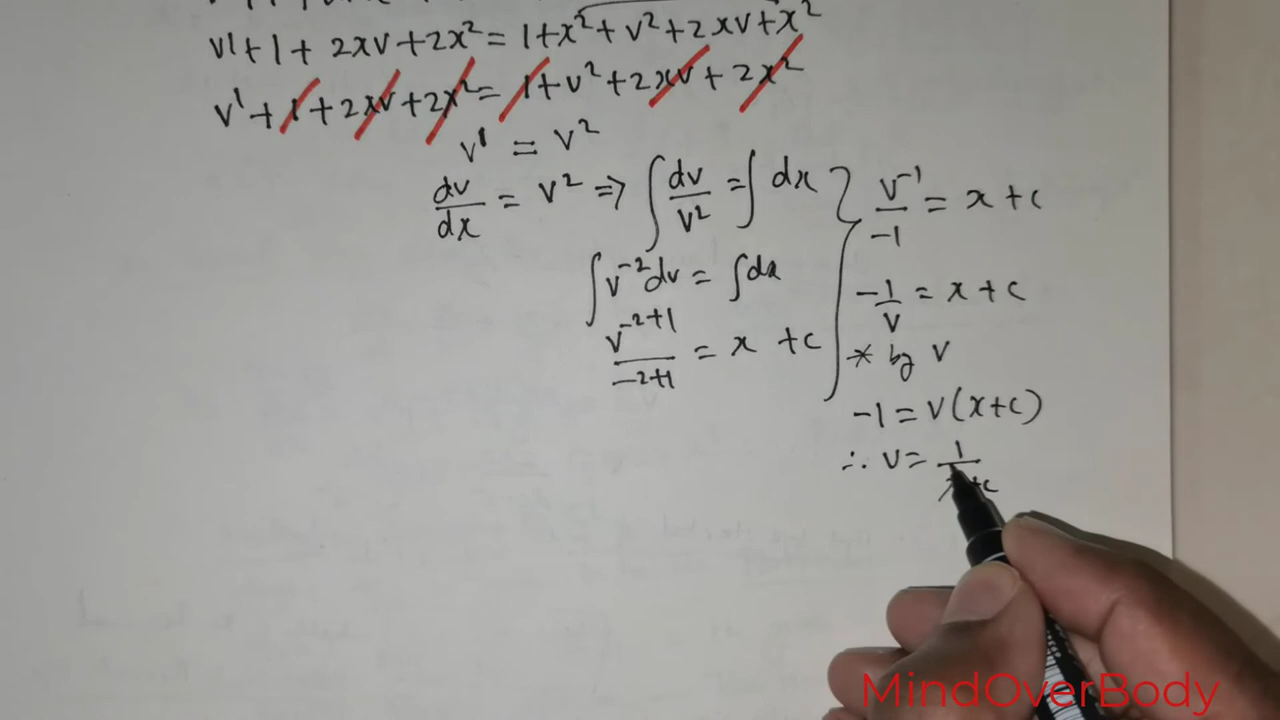 v' + 1 + 2xv + 2x² = 1 + x² + v² + 2xv + x²
v' + 1 + 2xv + 2x² = 1 + v² + 2xv + 2x²
v' = v²
dv/dx = v² => ∫ dv/v² = ∫ dx
∫ v⁻² dv = ∫ dx
v⁻²⁺¹/-2+1 = x + c
v⁻¹/-1 = x + c
-1/v = x + c
* by v
-1 = v(x+c)
∴ v = 1/x+c
MindOverBody